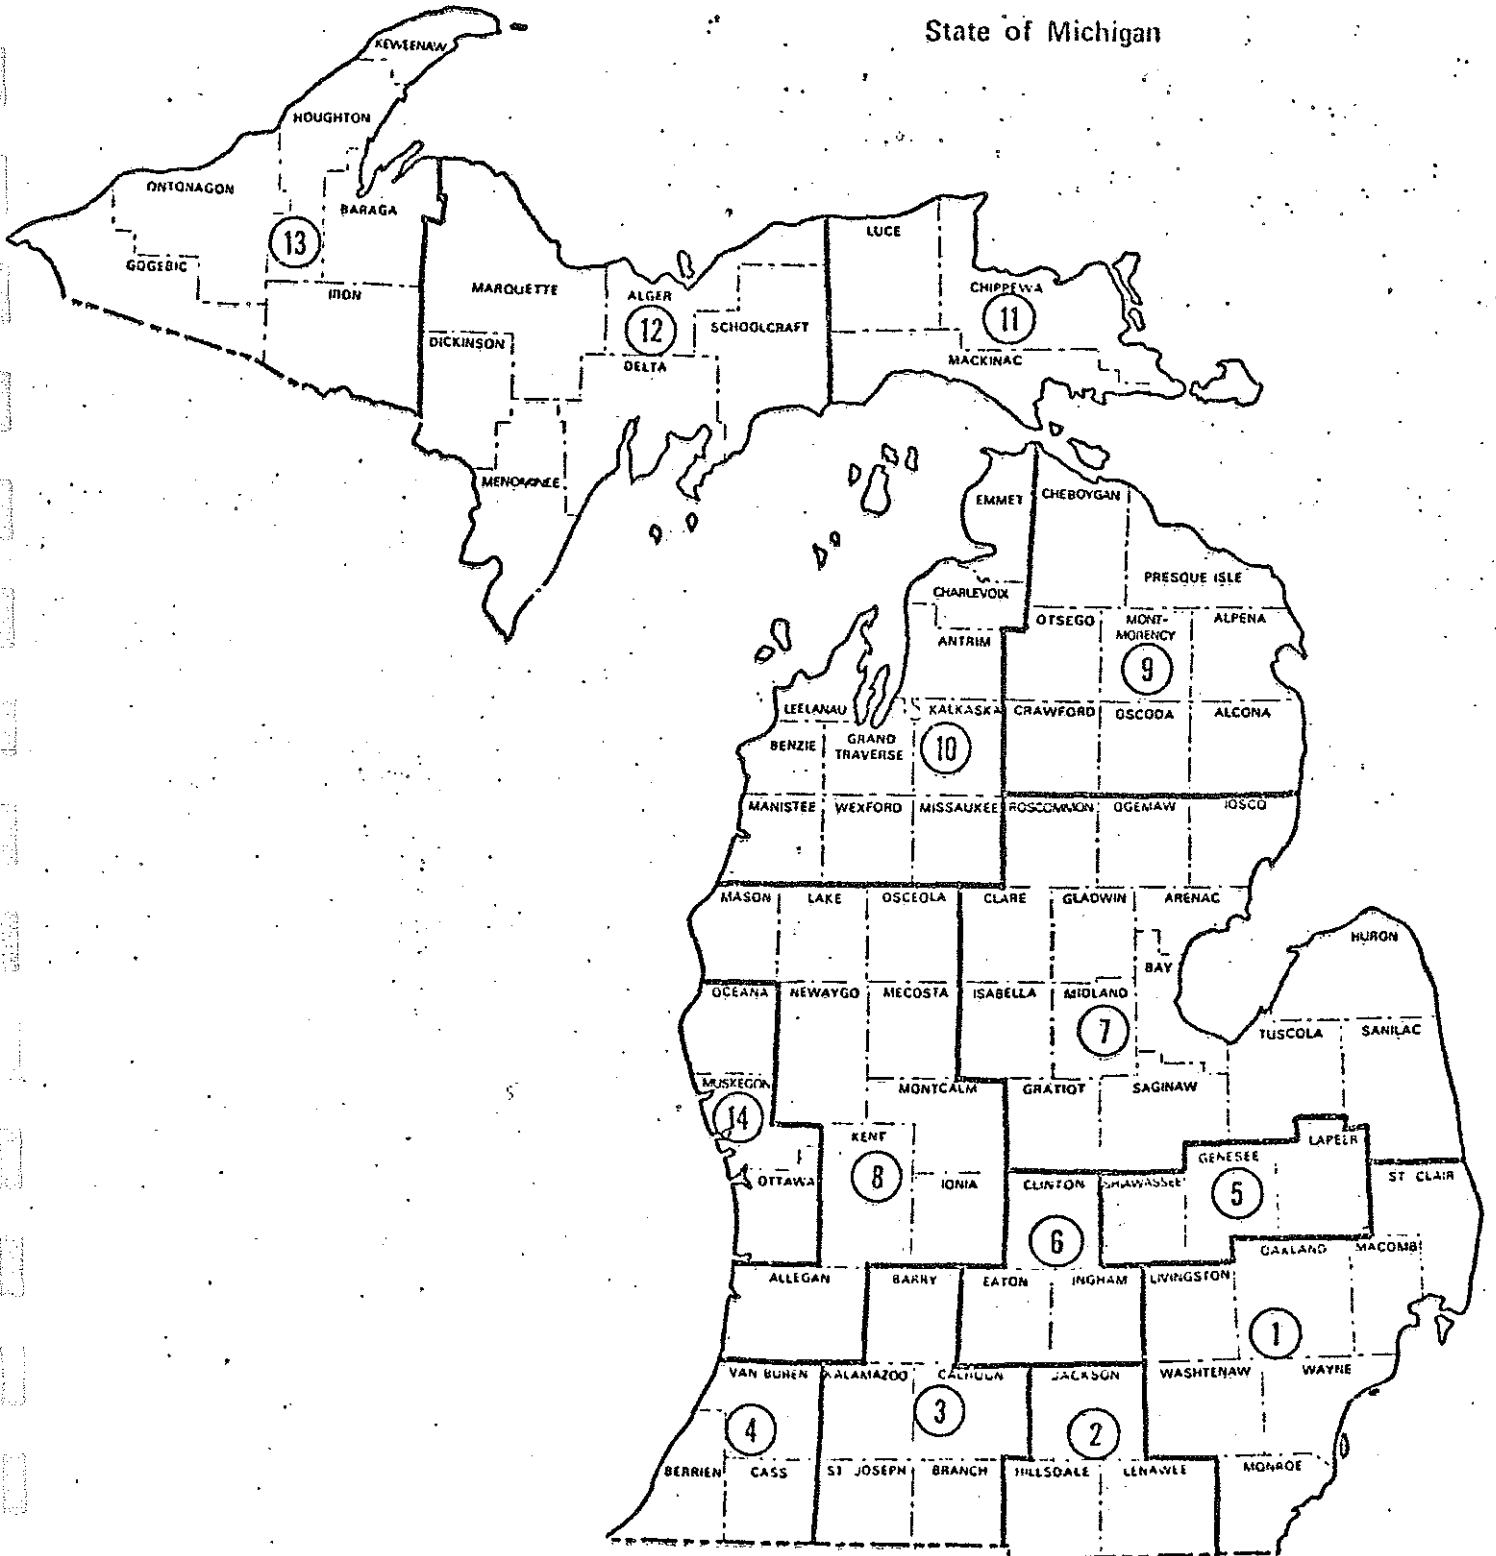 State of Michigan
KEWEENAW
HOUGHTON
ONTONAGON
BARAGA
13
GOGEBIC
IRON
MARQUETTE
ALGER
12
DICKINSON
SCHOOLCRAFT
DELTA
MENOMINEE
LUCE
CHIPPEWA
11
MACKINAC
EMMET
CHEBOYGAN
PRESQUE ISLE
CHARLEVOIX
ANTRIM
OTSEGO
MONT-
MORENCY
ALPENA
9
LEELANAU
KALKASKA
CRAWFORD
OSCODA
ALCONA
BENZIE
GRAND
TRAVERSE
10
MANISTEE
WEXFORD
MISSAUKEE
ROSCOMMON
OGEMAW
IOSCO
MASON
LAKE
OSCEOLA
CLARE
GLADWIN
ARENAC
HURON
BAY
OCEANA
NEWAYGO
MECOSTA
ISABELLA
MIDLAND
7
TUSCOLA
SANILAC
MUSKEGON
14
MONTCALM
GRATIOT
SAGINAW
KENT
8
IONIA
OTTAWA
CLINTON
SHIAWASSEE
GENESEE
5
LAPEER
ST CLAIR
6
OAKLAND
MACOMB
ALLEGAN
BARRY
EATON
INGHAM
LIVINGSTON
1
VAN BUREN
KALAMAZOO
CALHOUN
JACKSON
WASHTENAW
WAYNE
4
3
2
BERRIEN
CASS
ST JOSEPH
BRANCH
HILLSDALE
LENAWEE
MONROE